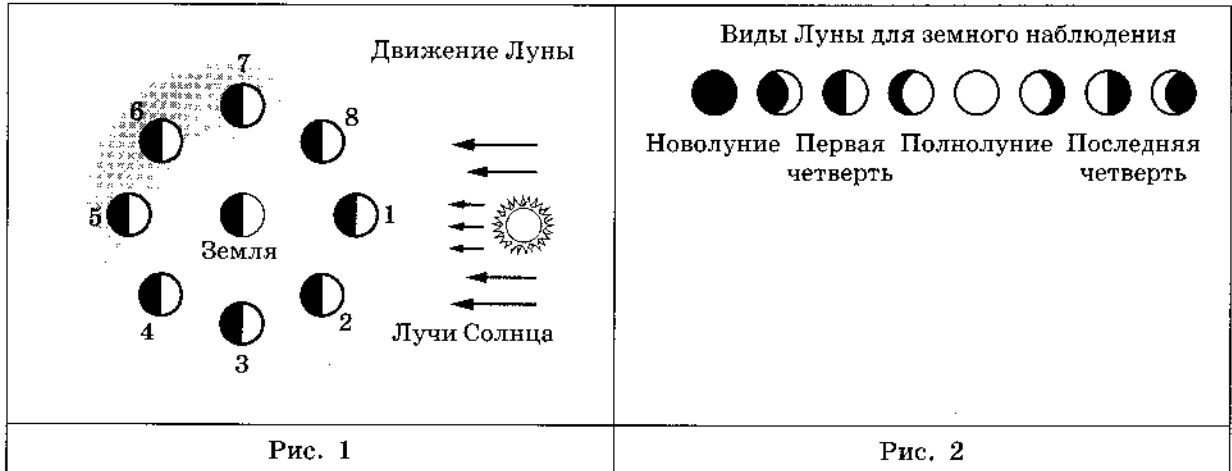 Движение Луны
7
6
8
5
1
Земля
4
2
3
Лучи Солнца
Рис. 1
Виды Луны для земного наблюдения
Новолуние Первая четверть Полнолуние Последняя четверть
Рис. 2